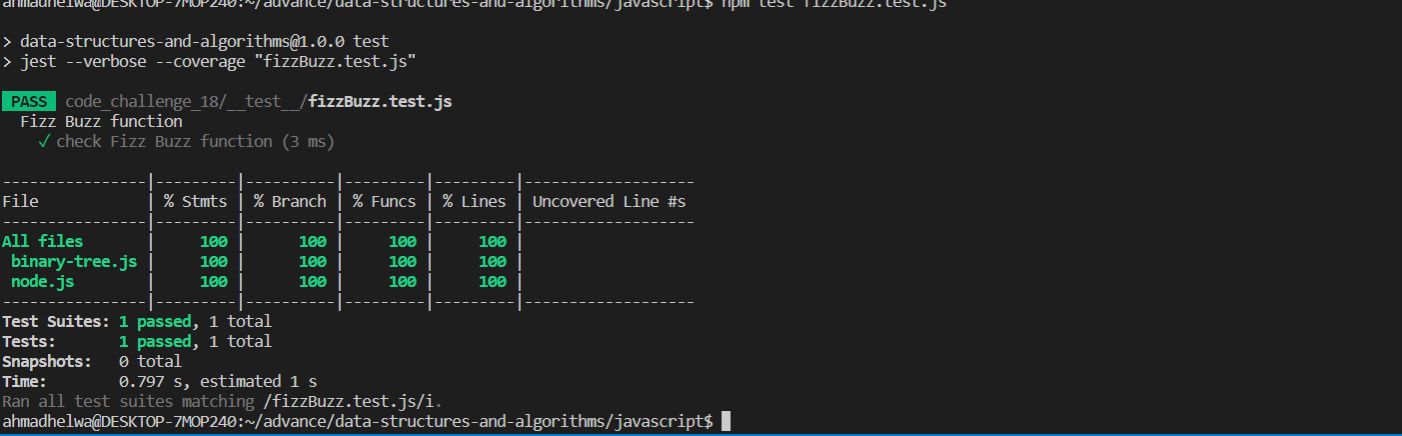 ahmadhelwa@DESKTOP-7MOP240:~/advance/data-structures-and-algorithms/javascript$ npm test fizzBuzz.test.js
> data-structures-and-algorithms@1.0.0 test
> jest --verbose --coverage "fizzBuzz.test.js"
PASS code_challenge_18/__test__/fizzBuzz.test.js
Fizz Buzz function
✓ check Fizz Buzz function (3 ms)
----------------|---------|----------|---------|---------|-------------------
File            | % Stmts | % Branch | % Funcs | % Lines | Uncovered Line #s
----------------|---------|----------|---------|---------|-------------------
All files       |     100 |      100 |     100 |     100 |
 binary-tree.js |     100 |      100 |     100 |     100 |
 node.js        |     100 |      100 |     100 |     100 |
----------------|---------|----------|---------|---------|-------------------
Test Suites: 1 passed, 1 total
Tests:       1 passed, 1 total
Snapshots:   0 total
Time:        0.797 s, estimated 1 s
Ran all test suites matching /fizzBuzz.test.js/i.
ahmadhelwa@DESKTOP-7MOP240:~/advance/data-structures-and-algorithms/javascript$